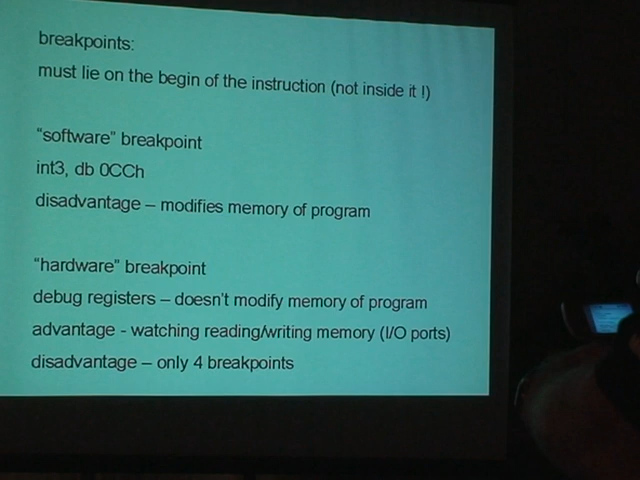 breakpoints:
must lie on the begin of the instruction (not inside it !)
"software" breakpoint
int3, db 0CCh
disadvantage – modifies memory of program
"hardware" breakpoint
debug registers – doesn't modify memory of program
advantage - watching reading/writing memory (I/O ports)
disadvantage – only 4 breakpoints